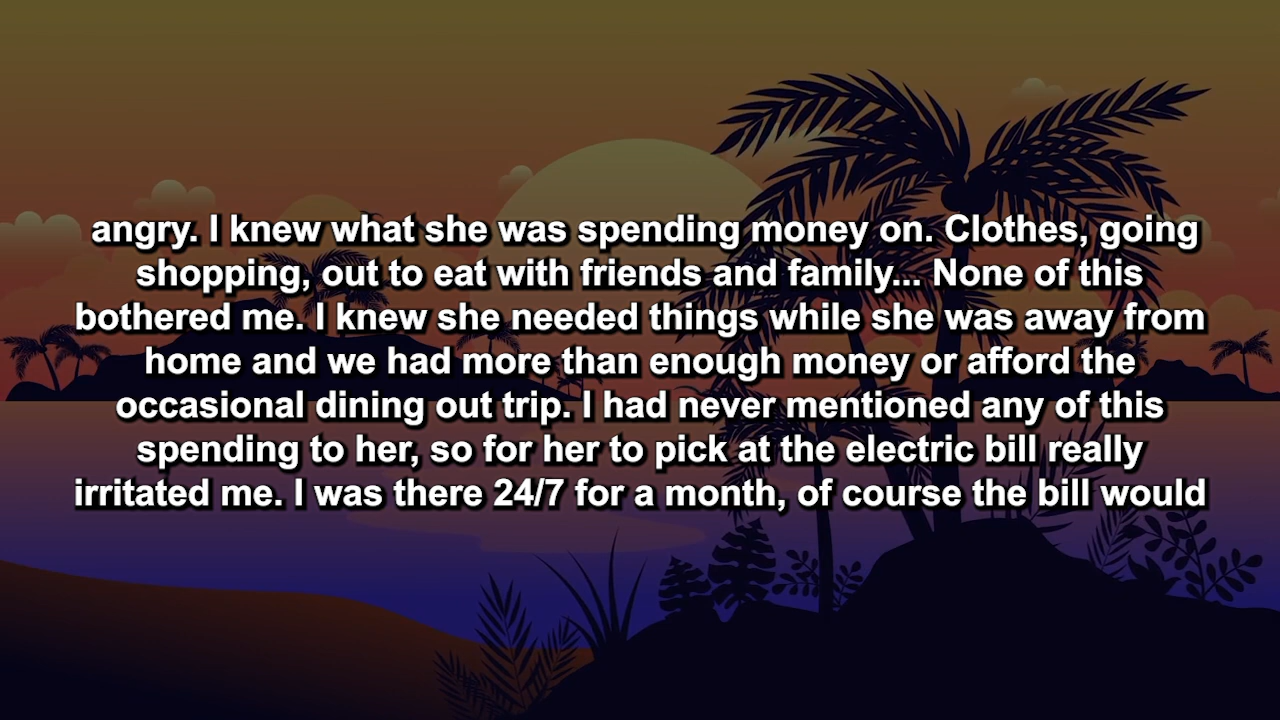 angry. I knew what she was spending money on. Clothes, going
shopping, out to eat with friends and family... None of this
bothered me. I knew she needed things while she was away from
home and we had more than enough money or afford the
occasional dining out trip. I had never mentioned any of this
spending to her, so for her to pick at the electric bill really
irritated me. I was there 24/7 for a month, of course the bill would